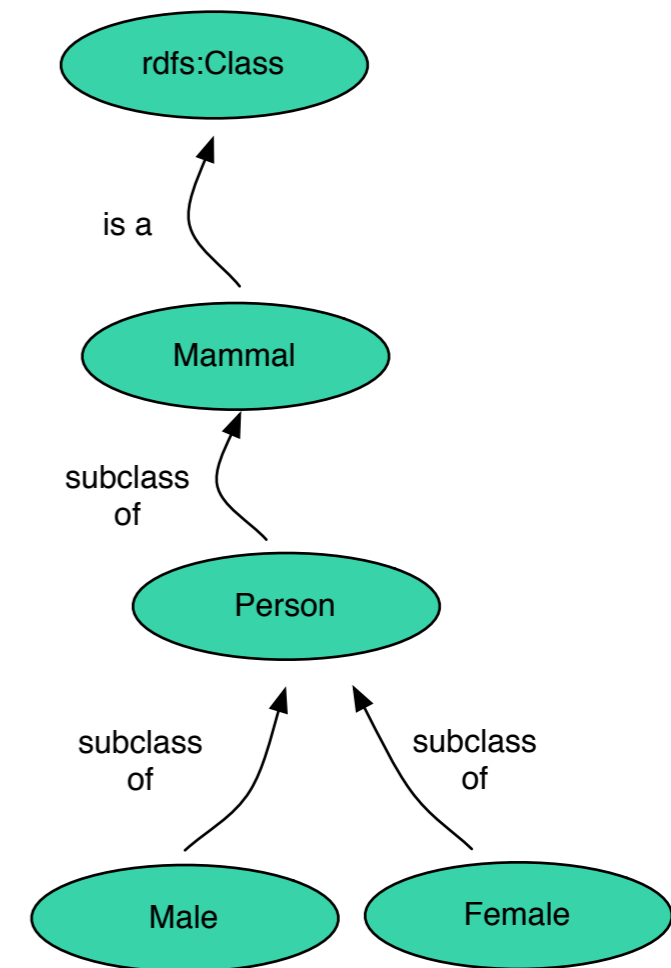 rdfs:Class
is a
Mammal
subclass
of
Person
subclass
of
subclass
of
Male
Female